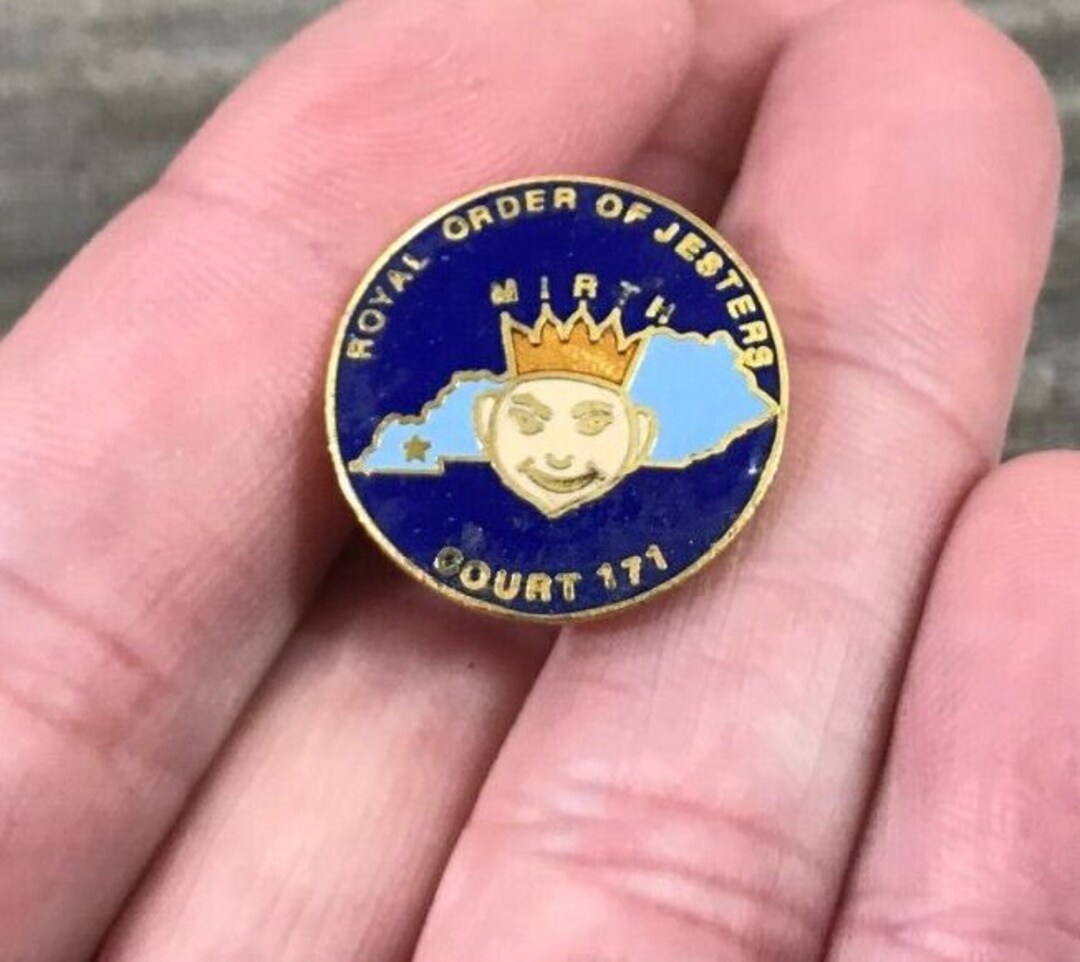 ROYAL ORDER OF JESTERS
MIRTH
COURT 171